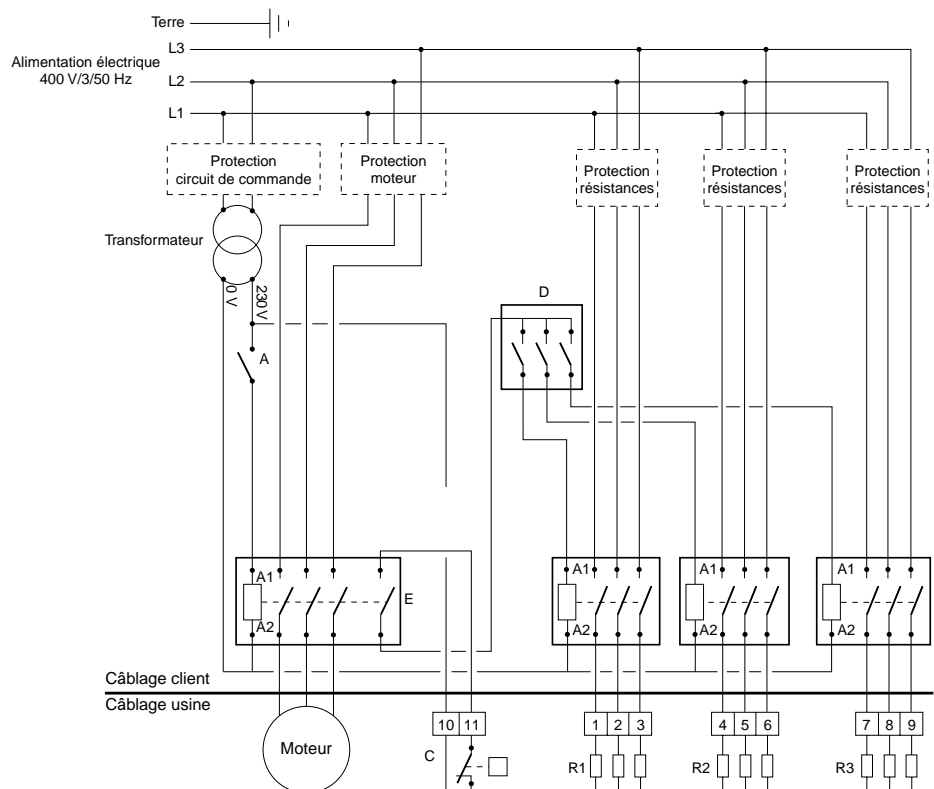 Terre
L3
Alimentation électrique
400 V/3/50 Hz
L2
L1
Protection
circuit de commande
Protection
moteur
Protection
résistances
Protection
résistances
Protection
résistances
Transformateur
0 V
230 V
D
A
A1
A2
E
A1
A2
A1
A2
A1
A2
Câblage client
Câblage usine
10 11
1 2 3
4 5 6
7 8 9
Moteur
C
R1
R2
R3